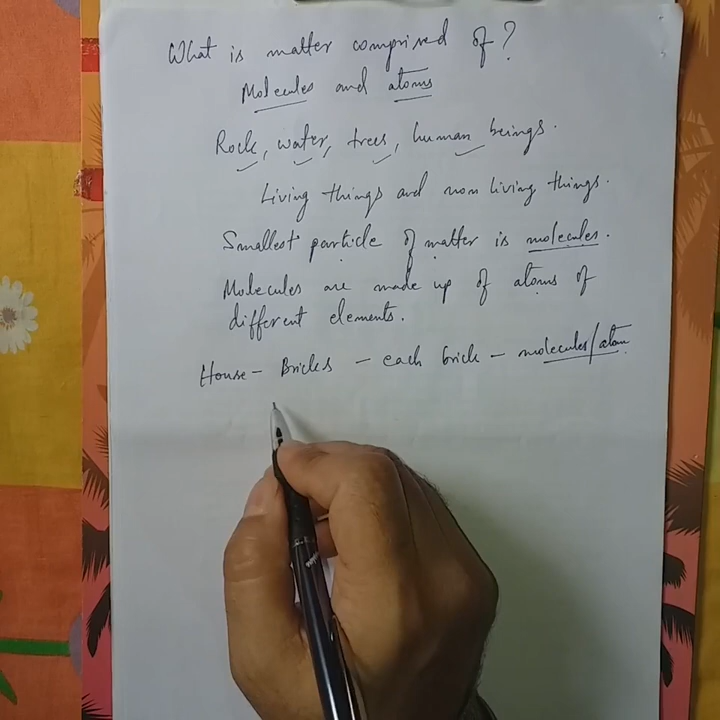 What is matter comprised of?
Molecules and atoms
Rock, water, trees, human beings.
Living things and non living things.
Smallest particle of matter is molecules.
Molecules are made up of atoms of
different elements.
House - Bricks - each brick - molecules/atom